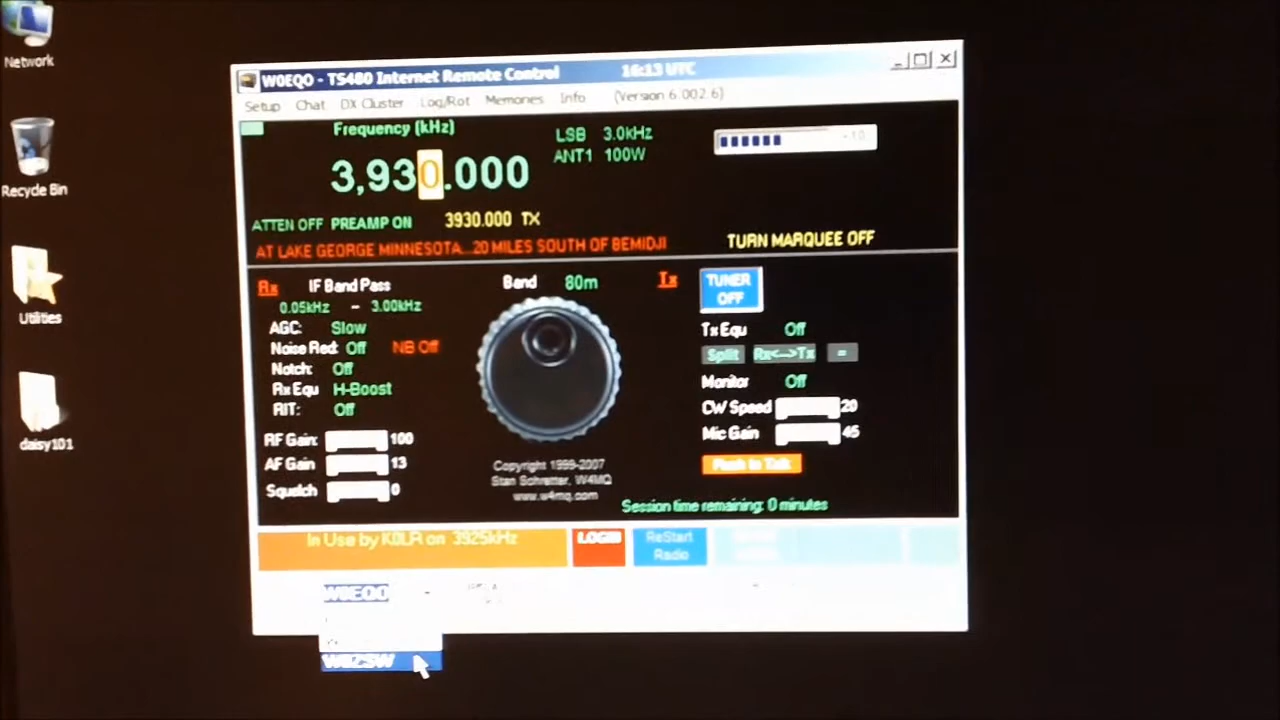 Network
Recycle Bin
Utilities
daisy101
W0EQO - TS480 Internet Remote Control 16:13 UTC
Setup Chat DX Cluster Log/Rot Memories Info (Version 6.002.6)
Frequency (kHz)
LSB 3.0kHz
ANT1 100W
-10
3,930.000
ATTEN OFF PREAMP ON 3930.000 TX
AT LAKE GEORGE MINNESOTA...20 MILES SOUTH OF BEMIDJI
TURN MARQUEE OFF
Rx IF Band Pass
0.05kHz - 3.00kHz
AGC: Slow
Noise Red: Off NB Off
Notch: Off
Rx Equ H-Boost
RIT: Off
RF Gain: 100
AF Gain 13
Squelch 0
Band 80m
Copyright 1999-2007
Stan Schretter, W4MQ
www.w4mq.com
Tx
TUNER
OFF
Tx Equ Off
Split Rx<-->Tx =
Monitor Off
CW Speed 20
Mic Gain 45
Push to Talk
Session time remaining: 0 minutes
In Use by K0LR on 3925kHz
LOGIN
ReStart
Radio
W0EQO
W0ZSW